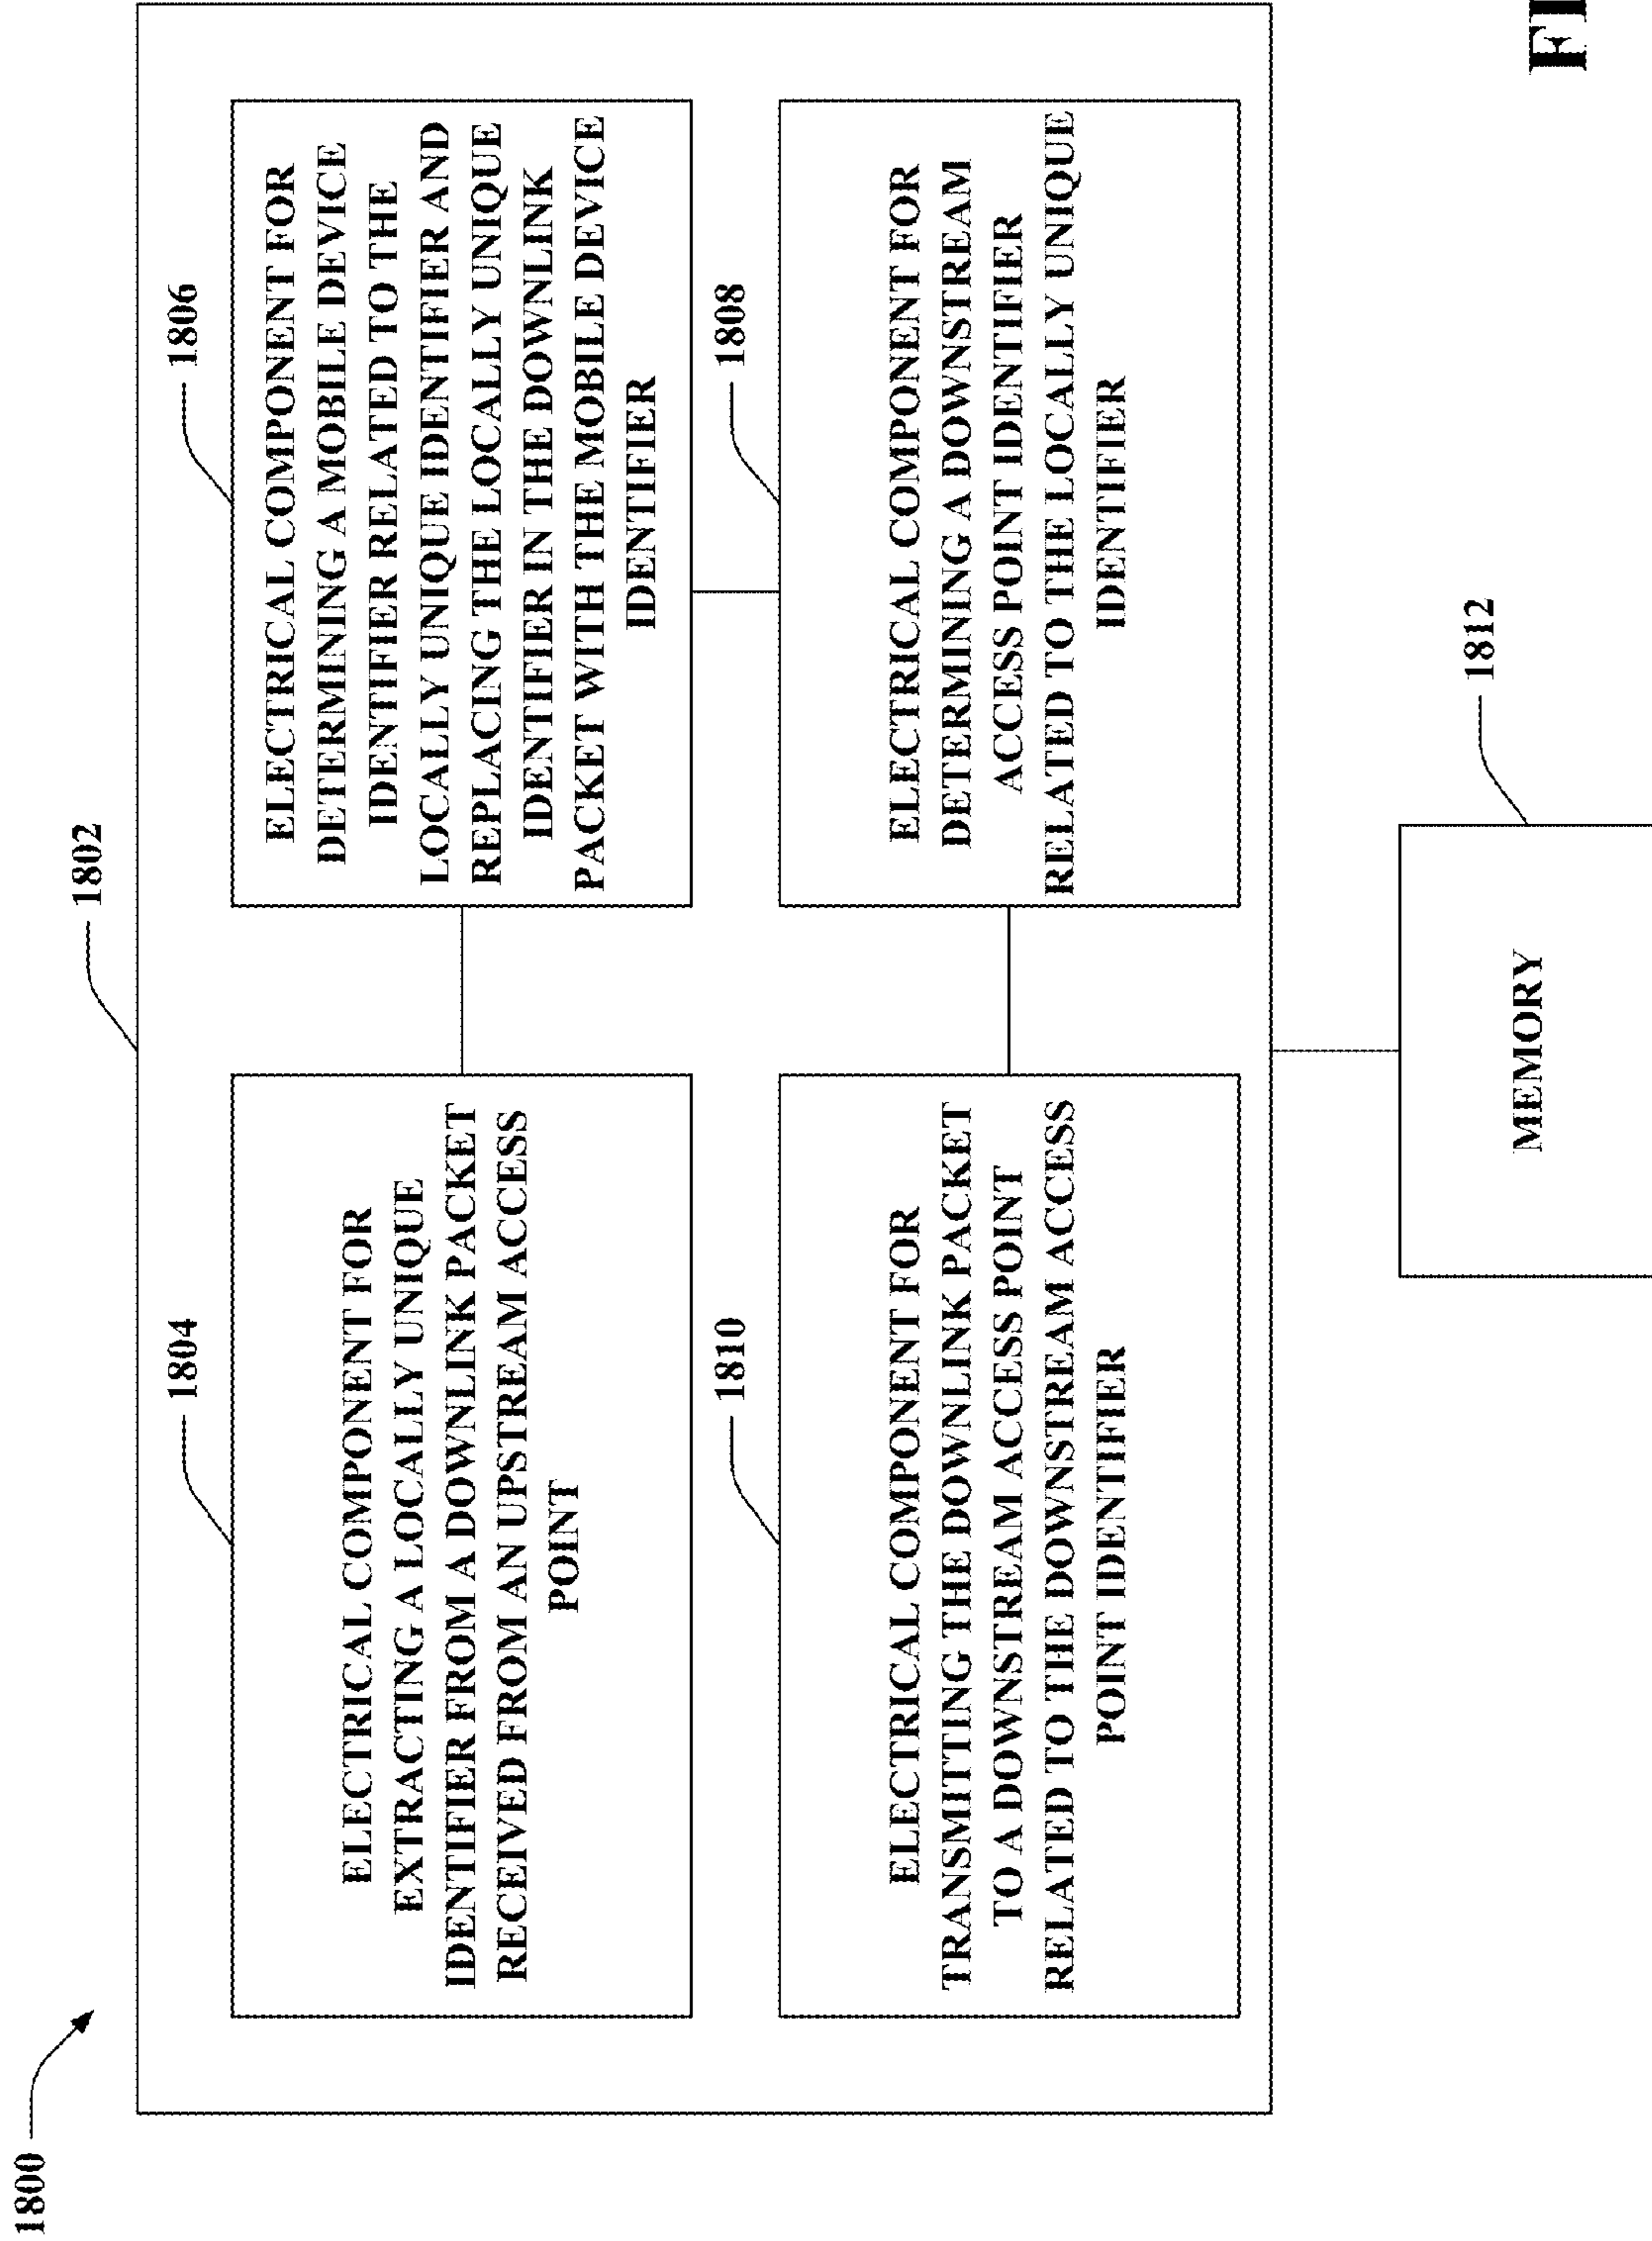 1800
1802
1804
ELECTRICAL COMPONENT FOR
EXTRACTING A LOCALLY UNIQUE
IDENTIFIER FROM A DOWNLINK PACKET
RECEIVED FROM AN UPSTREAM ACCESS
POINT
1806
ELECTRICAL COMPONENT FOR
DETERMINING A MOBILE DEVICE
IDENTIFIER RELATED TO THE
LOCALLY UNIQUE IDENTIFIER AND
REPLACING THE LOCALLY UNIQUE
IDENTIFIER IN THE DOWNLINK
PACKET WITH THE MOBILE DEVICE
IDENTIFIER
1810
ELECTRICAL COMPONENT FOR
TRANSMITTING THE DOWNLINK PACKET
TO A DOWNSTREAM ACCESS POINT
RELATED TO THE DOWNSTREAM ACCESS
POINT IDENTIFIER
1808
ELECTRICAL COMPONENT FOR
DETERMINING A DOWNSTREAM
ACCESS POINT IDENTIFIER
RELATED TO THE LOCALLY UNIQUE
IDENTIFIER
1812
MEMORY
FI